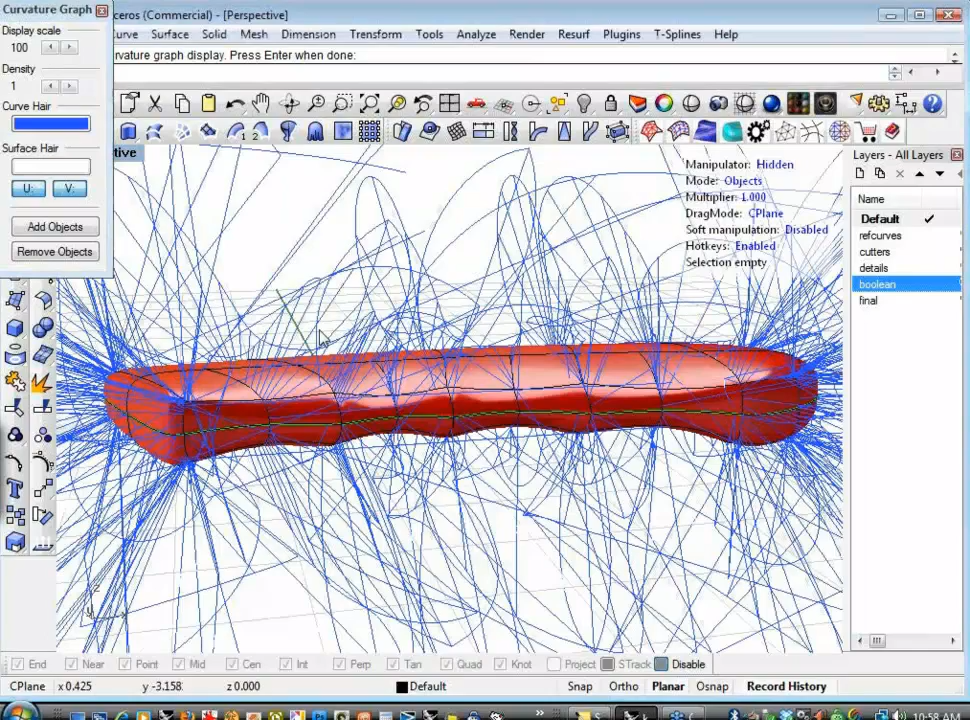 Curvature Graph
ceros (Commercial) - [Perspective]
Display scale
100
Density
1
Curve Hair
Surface Hair
U:
V:
Add Objects
Remove Objects
urve Surface Solid Mesh Dimension Transform Tools Analyze Render Resurf Plugins T-Splines Help
rvature graph display. Press Enter when done:
tive
Manipulator: Hidden
Mode: Objects
Multiplier: 1.000
DragMode: CPlane
Soft manipulation: Disabled
Hotkeys: Enabled
Selection empty
Layers - All Layers
Name
Default
refcurves
cutters
details
boolean
final
z
y
End Near Point Mid Cen Int Perp Tan Quad Knot Project STrack Disable
CPlane x 0.425 y -3.158 z 0.000 Default Snap Ortho Planar Osnap Record History
10:58 AM